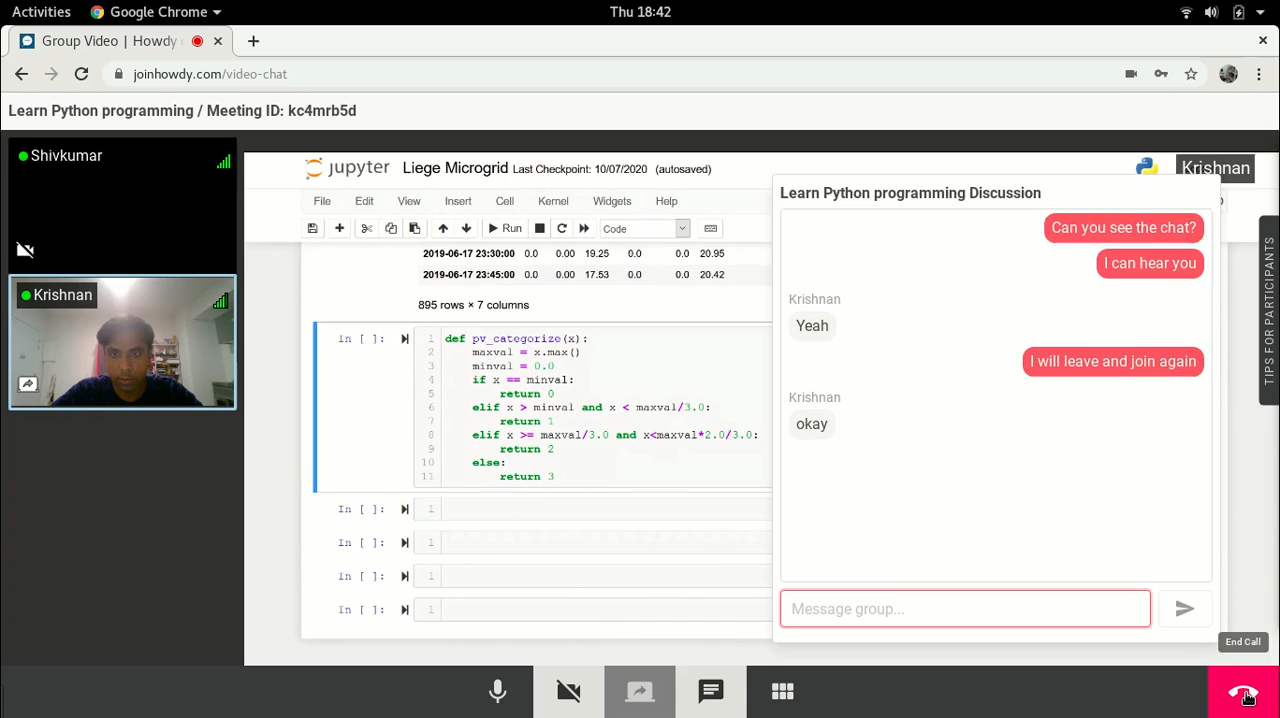 Activities
Google Chrome
Thu 18:42
Group Video | Howdy
joinhowdy.com/video-chat
Learn Python programming / Meeting ID: kc4mrb5d
Shivkumar
Krishnan
jupyter Liege Microgrid Last Checkpoint: 10/07/2020 (autosaved)
Krishnan
File Edit View Insert Cell Kernel Widgets Help
Run Code
2019-06-17 23:30:00 0.0 0.00 19.25 0.0 0.0 20.95
2019-06-17 23:45:00 0.0 0.00 17.53 0.0 0.0 20.42
895 rows × 7 columns
In [ ]:
1 def pv_categorize(x):
2 maxval = x.max()
3 minval = 0.0
4 if x == minval:
5 return 0
6 elif x > minval and x < maxval/3.0:
7 return 1
8 elif x >= maxval/3.0 and x<maxval*2.0/3.0:
9 return 2
10 else:
11 return 3
In [ ]: 1
In [ ]: 1
In [ ]: 1
In [ ]: 1
Learn Python programming Discussion
Can you see the chat?
I can hear you
Krishnan
Yeah
I will leave and join again
Krishnan
okay
Message group...
TIPS FOR PARTICIPANTS
End Call